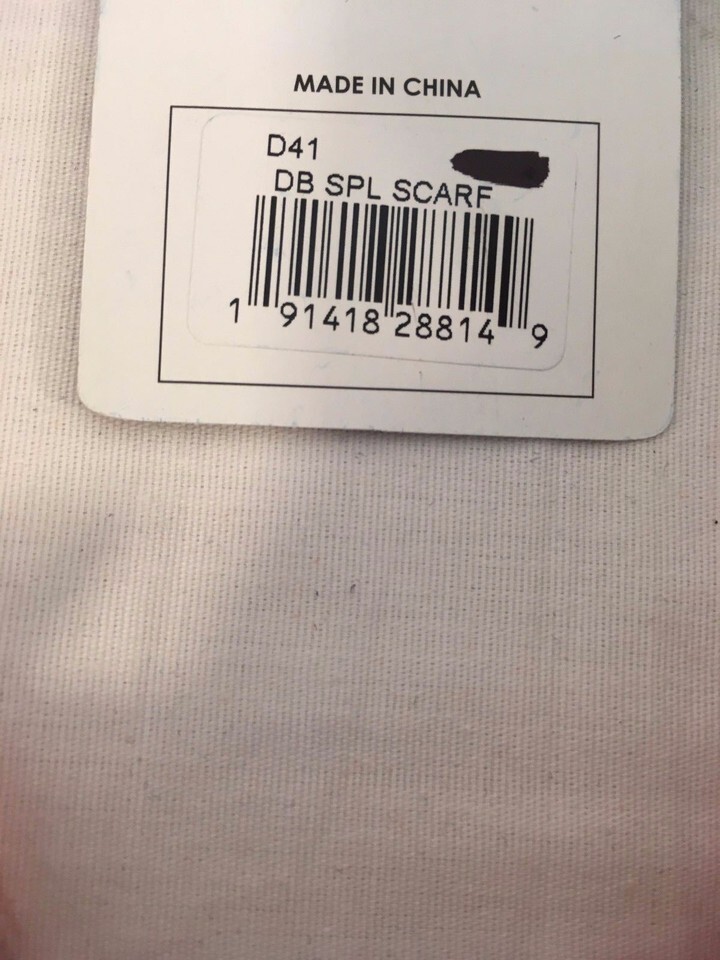 MADE IN CHINA
D41
DB SPL SCARF
1 91418 28814 9